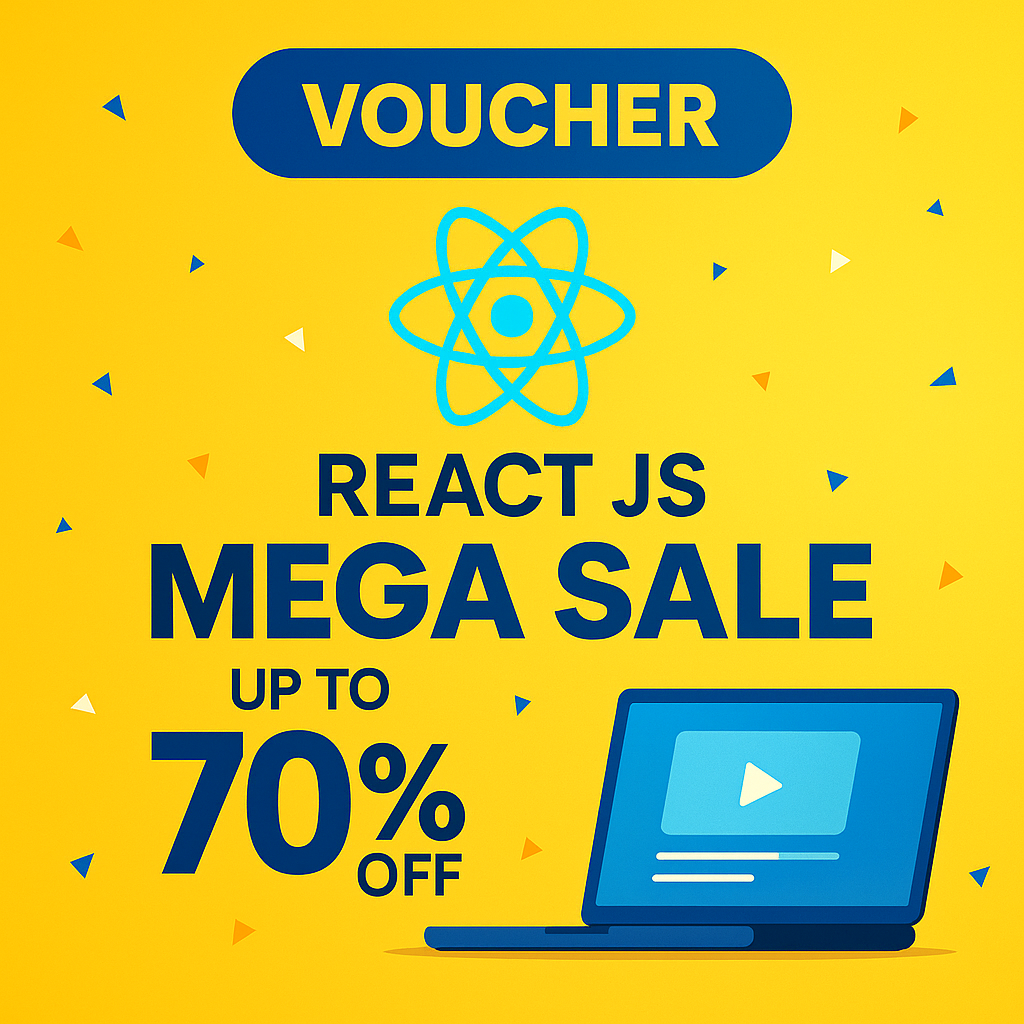 VOUCHER
REACT JS
MEGA SALE
UP TO
70%
OFF